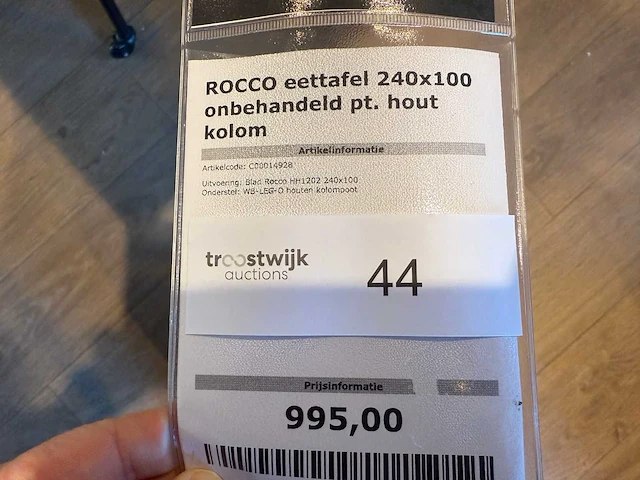 ROCCO eettafel 240x100
onbehandeld pt. hout
kolom
Artikelinformatie
Artikelcode: C00014928
Uitvoering: Blad Rocco HH1202 240x100
Onderstel: WB-LEG-O houten kolompoot
troostwijk
auctions
44
Prijsinformatie
995,00